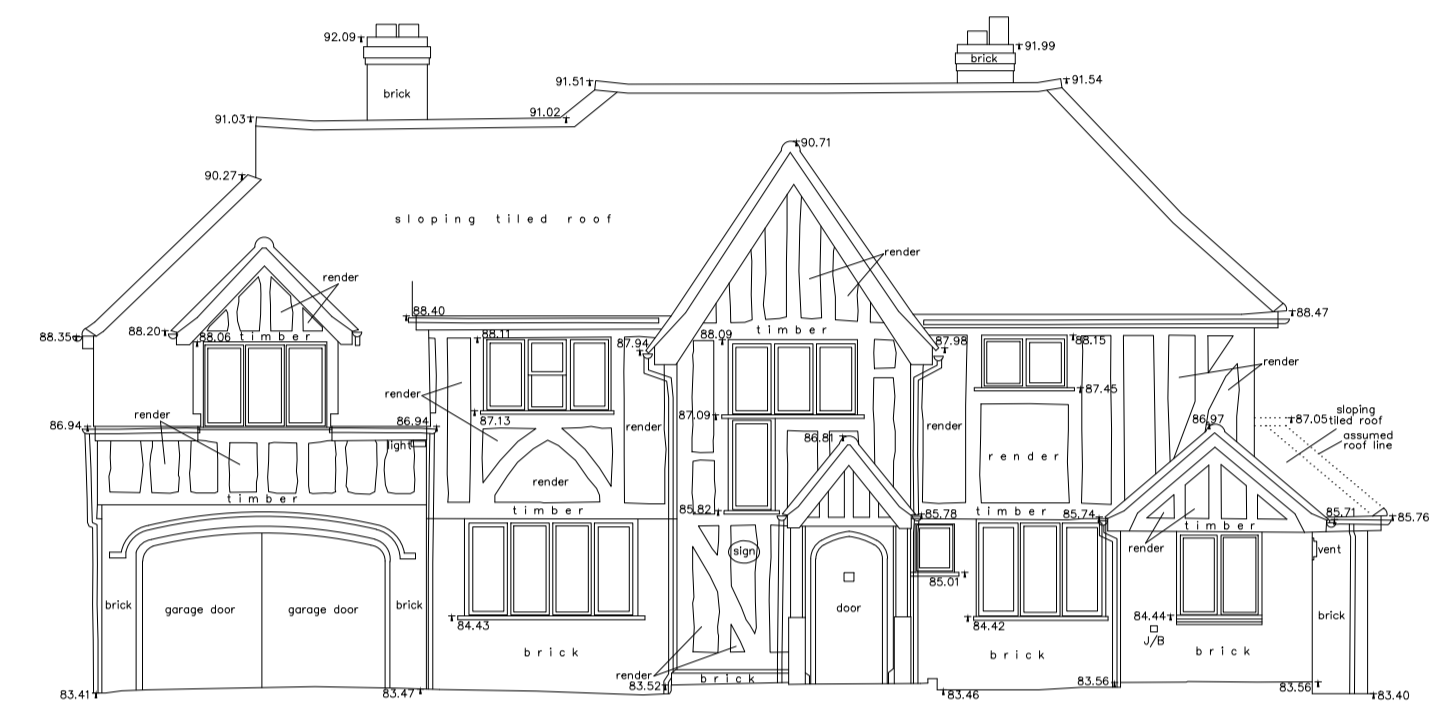 92.09
91.99
brick
brick
91.51
91.54
91.03
91.02
90.71
90.27
sloping tiled roof
render
render
88.40
88.47
88.35
88.20
88.06
timber
88.11
87.94
88.09
timber
87.98
88.15
render
render
87.45
render
86.94
86.94
87.13
87.09
render
render
86.81
86.97
87.05
sloping
tiled roof
assumed
roof line
light
render
render
timber
timber
85.82
85.78
timber
85.74
timber
85.71
85.76
sign
render
vent
85.01
brick
garage door
garage door
brick
door
brick
84.43
84.42
84.44
J/B
brick
brick
brick
render
brick
83.41
83.47
83.52
83.46
83.56
83.56
83.40